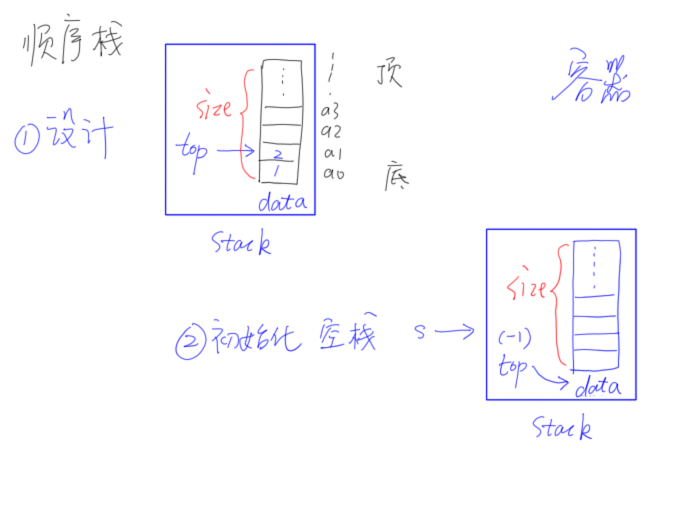 顺序栈
容器
①设计
size
top
2
1
data
a3
a2
a1
a0
顶
底
Stack
②初始化 空栈
s
size
(-1)
top
data
Stack